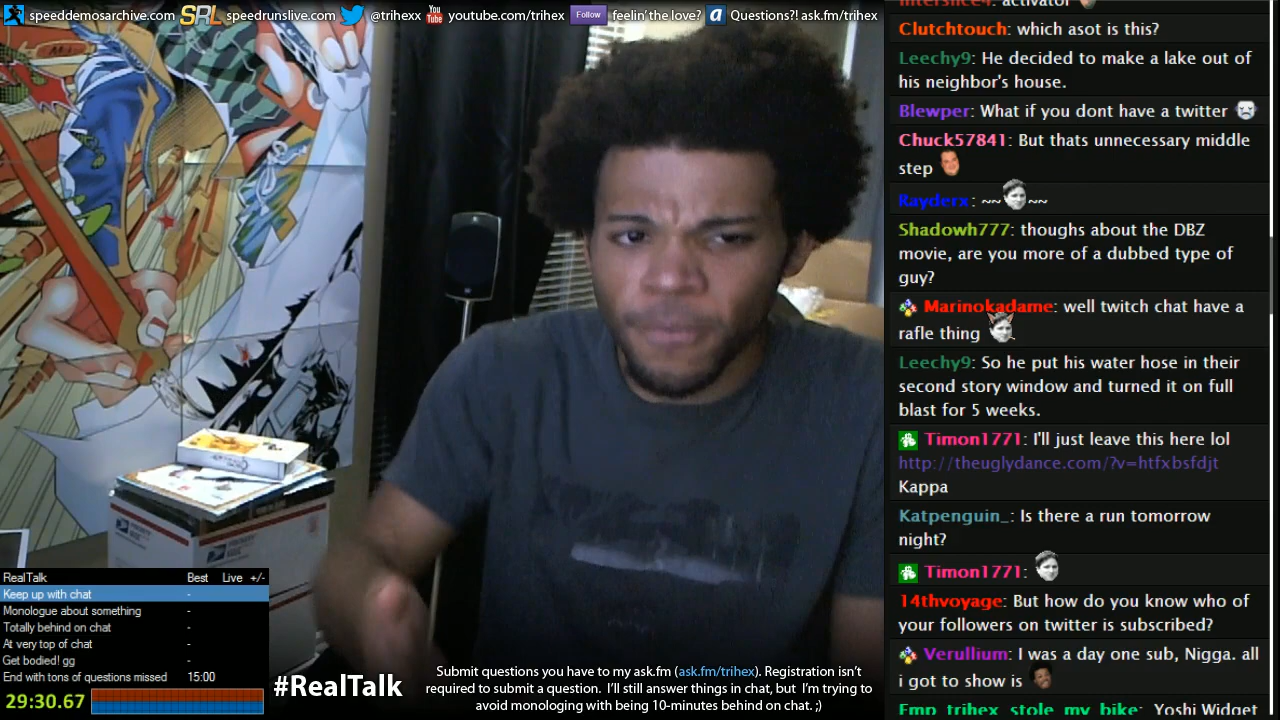 speeddemosarchive.com SRL speedrunslive.com @trihexx You Tube youtube.com/trihex Follow feelin' the love? a Questions?! ask.fm/trihex
activator
Clutchtouch: which asot is this?
Leechy9: He decided to make a lake out of
his neighbor's house.
Blewper: What if you dont have a twitter
Chuck57841: But thats unnecessary middle
step
Rayderx: ~~ ~~
Shadowh777: thoughs about the DBZ
movie, are you more of a dubbed type of
guy?
Marinokadame: well twitch chat have a
rafle thing
Leechy9: So he put his water hose in their
second story window and turned it on full
blast for 5 weeks.
Timon1771: I'll just leave this here lol
http://theuglydance.com/?v=htfxbsfdjt
Kappa
Katpenguin_: Is there a run tomorrow
night?
Timon1771:
14thvoyage: But how do you know who of
your followers on twitter is subscribed?
Verullium: I was a day one sub, Nigga. all
i got to show is
Fmp_trihex_stole_my_bike: Yoshi Widget
RealTalk Best Live +/-
Keep up with chat -
Monologue about something -
Totally behind on chat -
At very top of chat -
Get bodied! gg -
End with tons of questions missed 15:00
29:30.67
#RealTalk
Submit questions you have to my ask.fm (ask.fm/trihex). Registration isn't
required to submit a question. I'll still answer things in chat, but I'm trying to
avoid monologing with being 10-minutes behind on chat. ;)